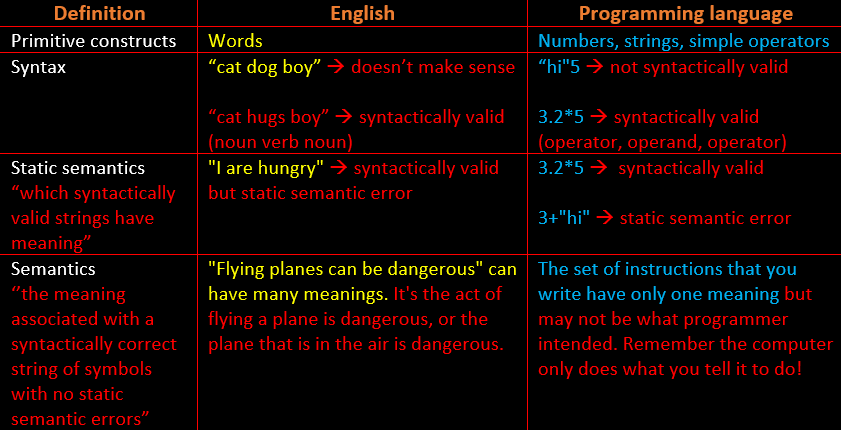 Definition
English
Programming language
Primitive constructs
Words
Numbers, strings, simple operators
Syntax
“cat dog boy” → doesn’t make sense
“cat hugs boy” → syntactically valid
(noun verb noun)
“hi"5 → not syntactically valid
3.2*5 → syntactically valid
(operator, operand, operator)
Static semantics
“which syntactically
valid strings have
meaning”
"I are hungry" → syntactically valid
but static semantic error
3.2*5 → syntactically valid
3+"hi" → static semantic error
Semantics
“the meaning
associated with a
syntactically correct
string of symbols
with no static
semantic errors”
"Flying planes can be dangerous" can
have many meanings. It's the act of
flying a plane is dangerous, or the
plane that is in the air is dangerous.
The set of instructions that you
write have only one meaning but
may not be what programmer
intended. Remember the computer
only does what you tell it to do!